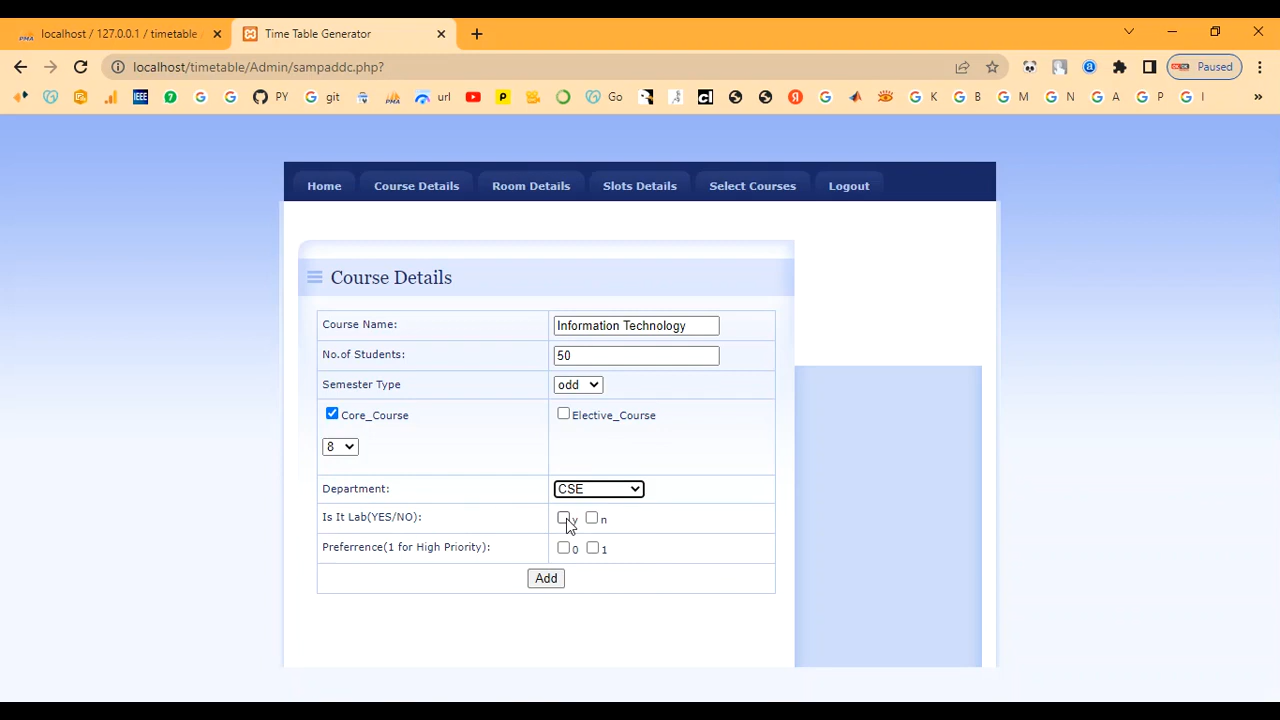 localhost / 127.0.0.1 / timetable
Time Table Generator
localhost/timetable/Admin/sampaddc.php?
Paused
IEEE
PY
git
url
Go
K
B
M
N
A
P
I
»
Home
Course Details
Room Details
Slots Details
Select Courses
Logout
Course Details
Course Name:
Information Technology
No.of Students:
50
Semester Type
odd
Core_Course
Elective_Course
8
Department:
CSE
Is It Lab(YES/NO):
y n
Preferrence(1 for High Priority):
0 1
Add